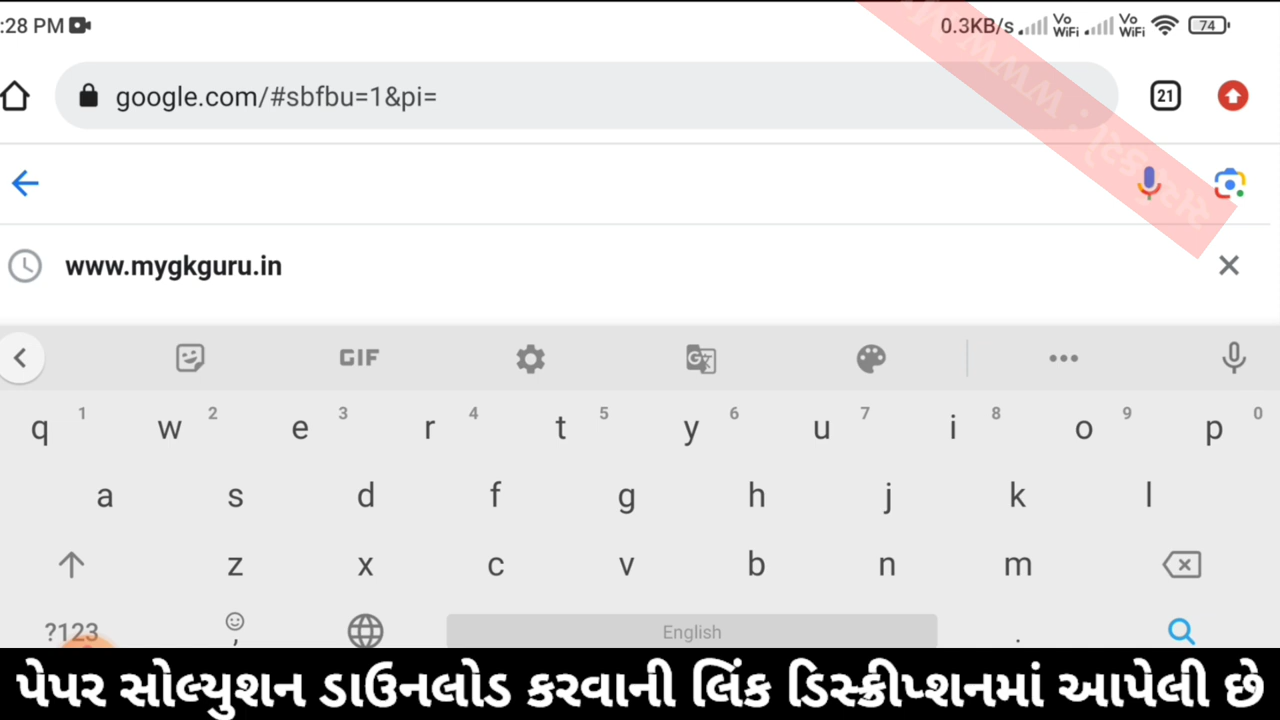 :28 PM 0.3KB/s Vo WiFi Vo WiFi 74
google.com/#sbfbu=1&pi= 21
www.mygkguru.in
GIF
q 1 w 2 e 3 r 4 t 5 y 6 u 7 i 8 o 9 p 0
a s d f g h j k l
z x c v b n m
?123 , English .
પેપર સોલ્યુશન ડાઉનલોડ કરવાની લિંક ડિસ્ક્રીપ્શનમાં આપેલી છે